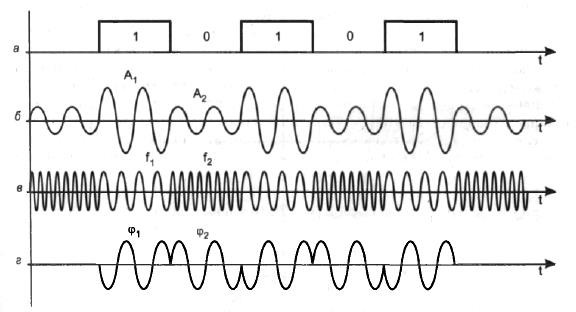 1 0 1 0 1
а t
A₁ A₂
б t
f₁ f₂
в t
φ₁ φ₂
г t